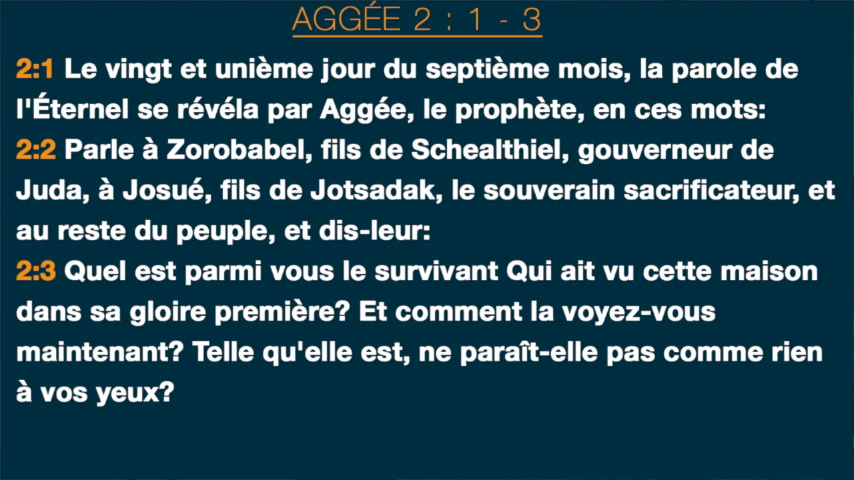 AGGÉE 2 : 1 - 3
2:1 Le vingt et unième jour du septième mois, la parole de
l'Éternel se révéla par Aggée, le prophète, en ces mots:
2:2 Parle à Zorobabel, fils de Schealthiel, gouverneur de
Juda, à Josué, fils de Jotsadak, le souverain sacrificateur, et
au reste du peuple, et dis-leur:
2:3 Quel est parmi vous le survivant Qui ait vu cette maison
dans sa gloire première? Et comment la voyez-vous
maintenant? Telle qu'elle est, ne paraît-elle pas comme rien
à vos yeux?